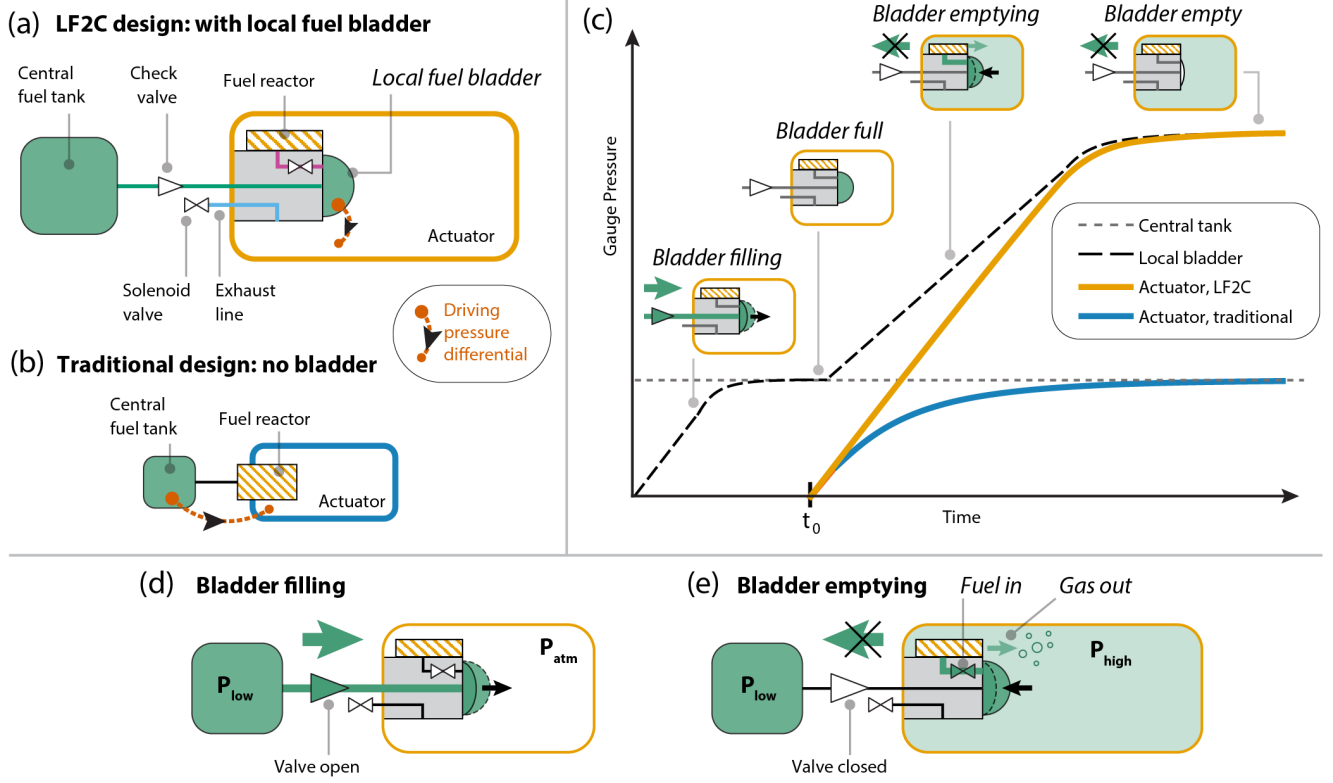 (a) LF2C design: with local fuel bladder
Central
fuel tank
Check
valve
Fuel reactor
Local fuel bladder
Actuator
Solenoid
valve
Exhaust
line
Driving
pressure
differential
(b) Traditional design: no bladder
Central
fuel tank
Fuel reactor
Actuator
(c)
Bladder emptying
Bladder empty
Bladder full
Bladder filling
Gauge Pressure
Central tank
Local bladder
Actuator, LF2C
Actuator, traditional
t0
Time
(d) Bladder filling
Plow
Patm
Valve open
(e) Bladder emptying
Fuel in
Gas out
Plow
Phigh
Valve closed